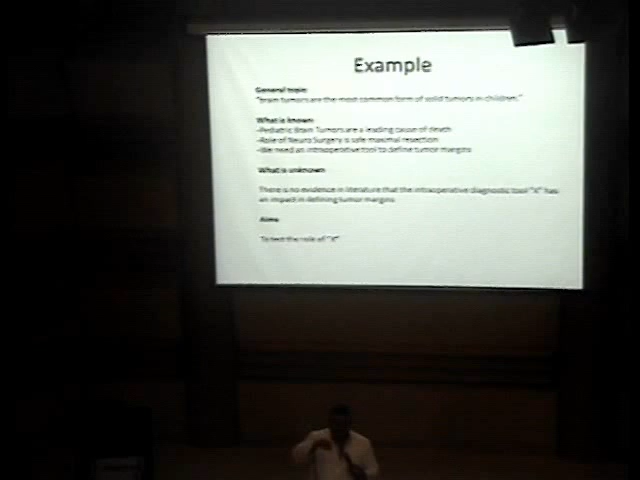 Example
General topic
"brain tumors are the most common form of solid tumors in children."
What is known
-Pediatric Brain Tumors are a leading cause of death
-Role of Neuro Surgery is safe maximal resection
-We need an intraoperative tool to define tumor margins
What is unknown
There is no evidence in literature that the intraoperative diagnostic tool "X" has
an impact in defining tumor margins
Aims
To test the role of "X"